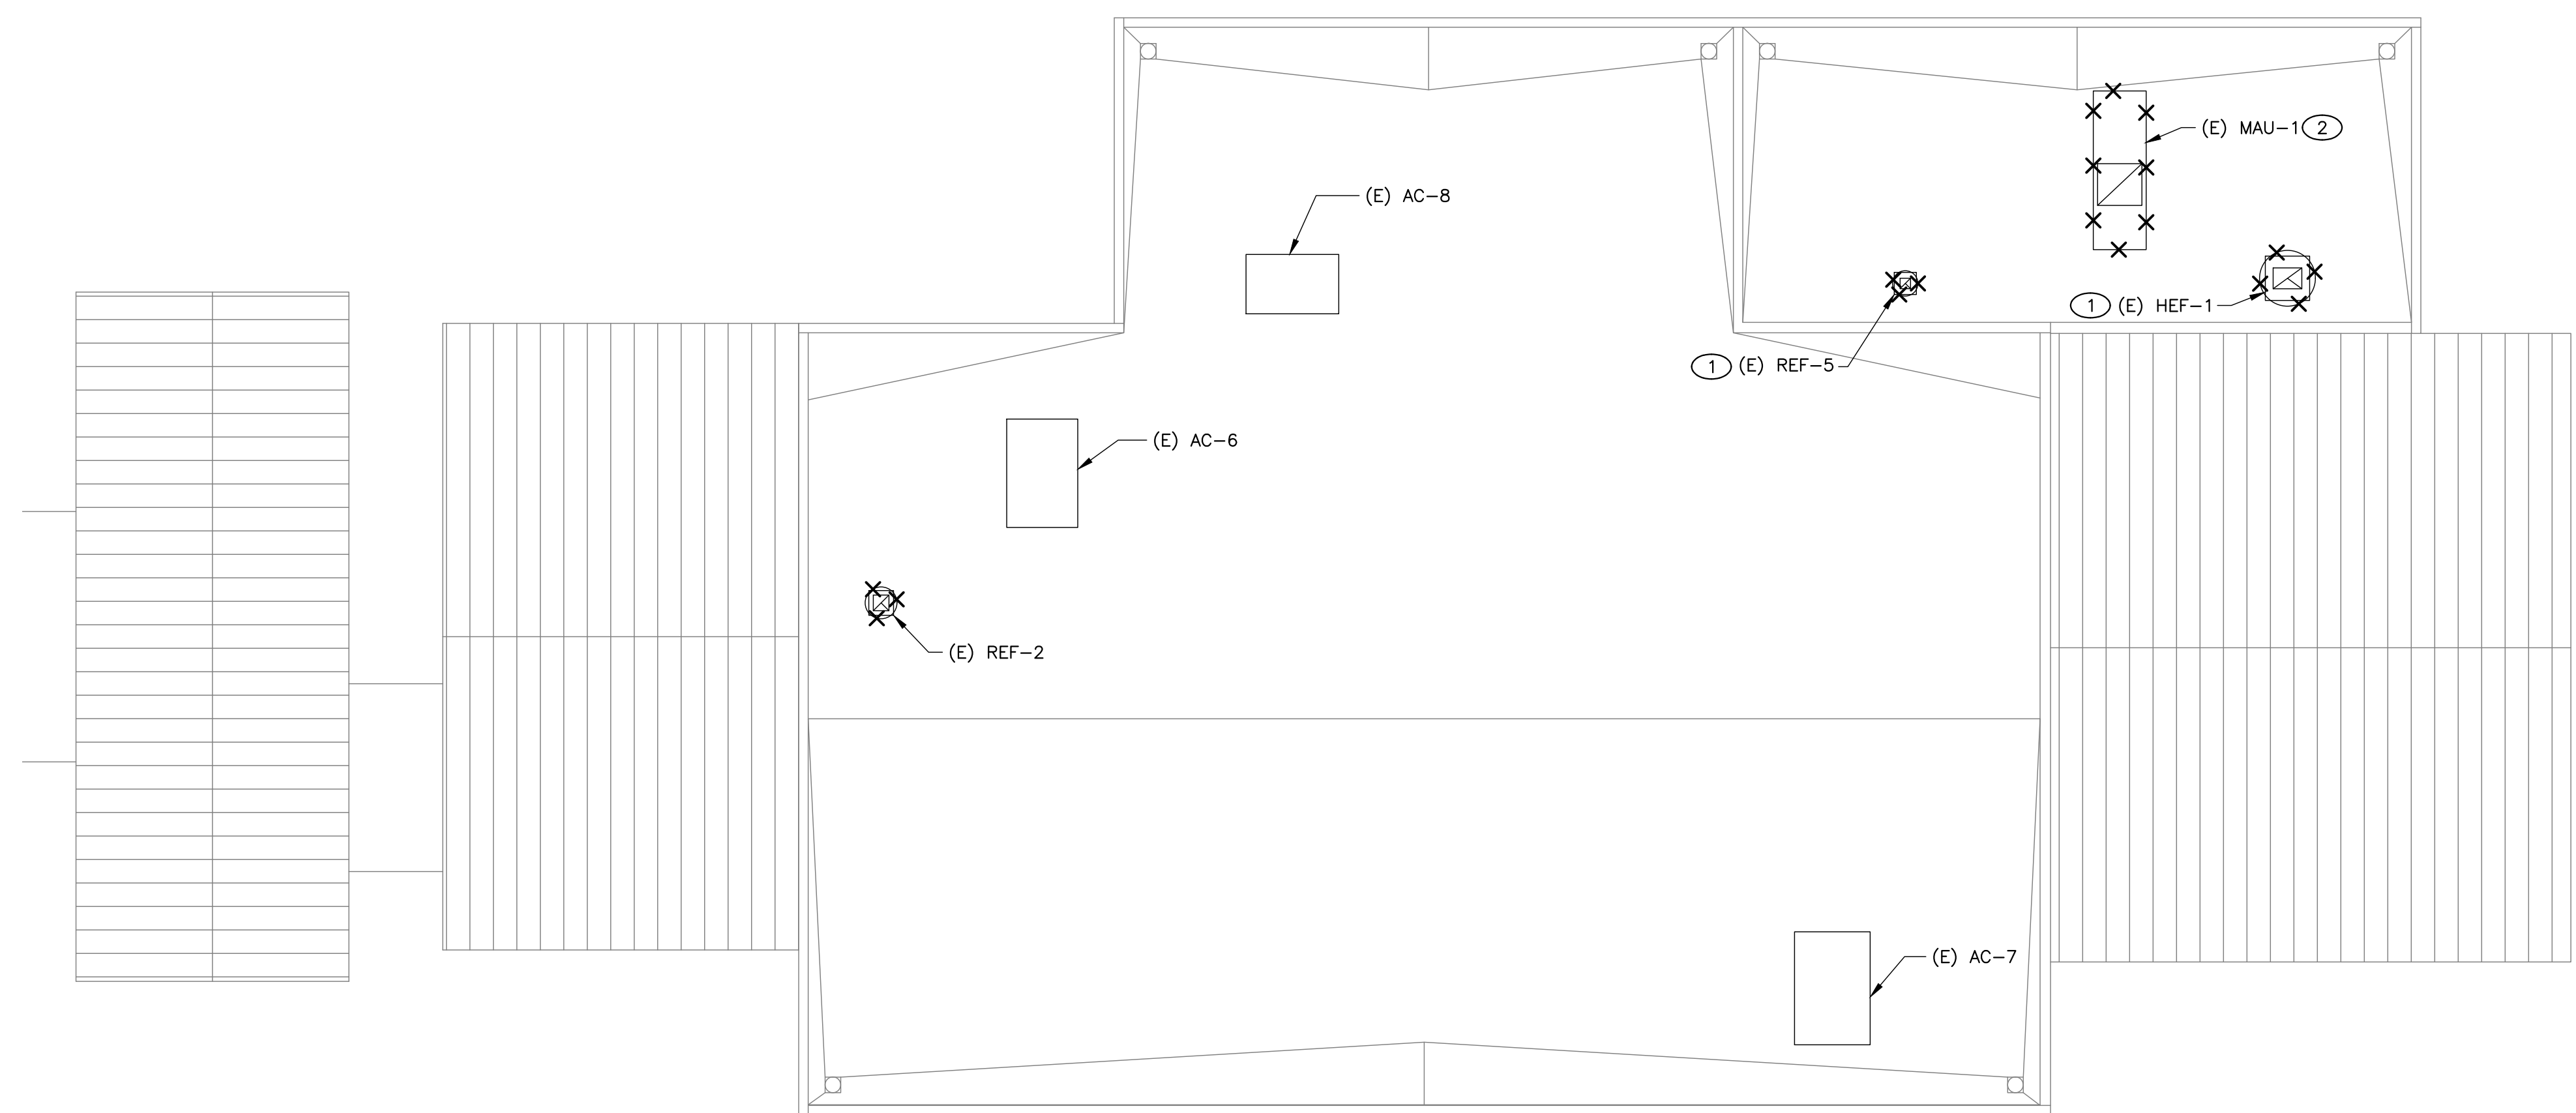 (E) MAU-1 2
(E) AC-8
1 (E) HEF-1
1 (E) REF-5
(E) AC-6
(E) REF-2
(E) AC-7